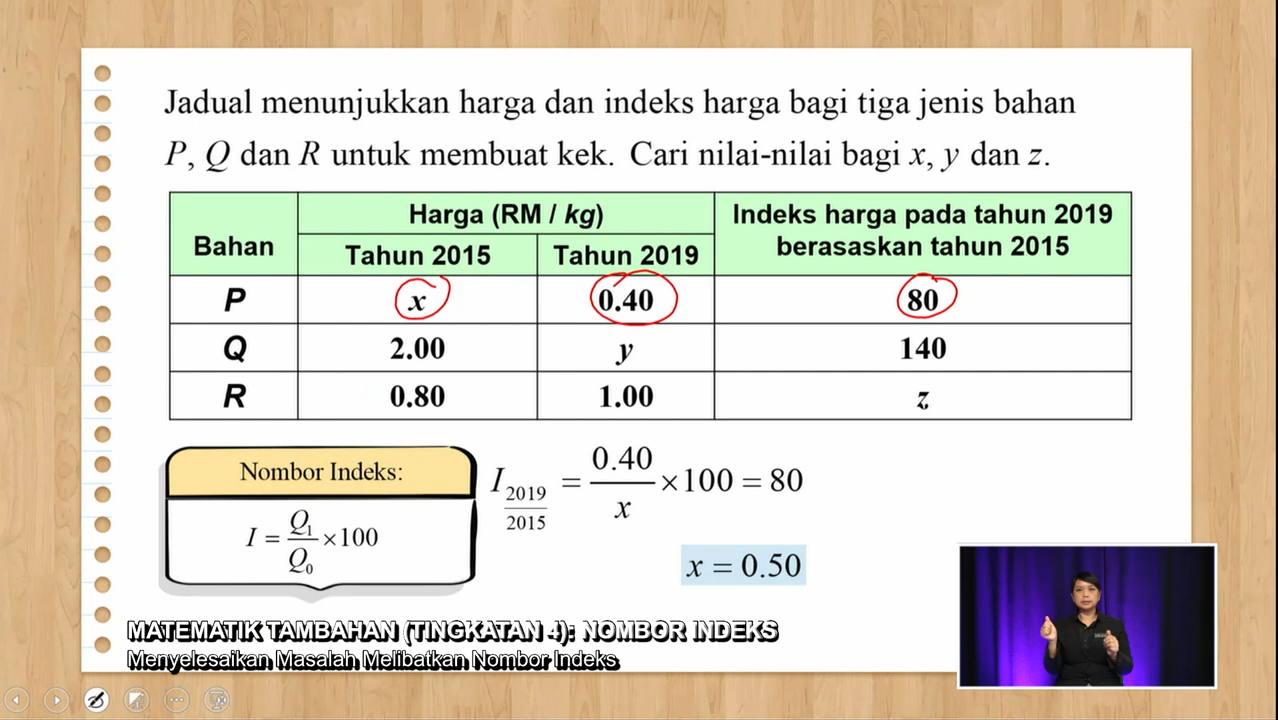 Jadual menunjukkan harga dan indeks harga bagi tiga jenis bahan
P, Q dan R untuk membuat kek. Cari nilai-nilai bagi x, y dan z.
Bahan
Harga (RM / kg)
Indeks harga pada tahun 2019
berasaskan tahun 2015
Tahun 2015 Tahun 2019
P x 0.40 80
Q 2.00 y 140
R 0.80 1.00 z
Nombor Indeks:
I = Q₁/Q₀ ×100
I 2019/2015 = 0.40/x ×100 = 80
x = 0.50
MATEMATIK TAMBAHAN (TINGKATAN 4): NOMBOR INDEKS
Menyelesaikan Masalah Melibatkan Nombor Indeks